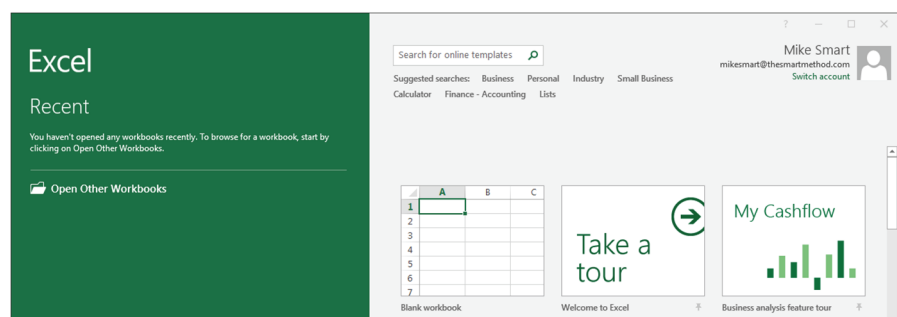 Excel
Recent
You haven't opened any workbooks recently. To browse for a workbook, start by
clicking on Open Other Workbooks.
Open Other Workbooks
?
Search for online templates
Mike Smart
mikesmart@thesmartmethod.com
Switch account
Suggested searches: Business Personal Industry Small Business
Calculator Finance - Accounting Lists
A B C
1
2
3
4
5
6
7
Blank workbook
Take a
tour
Welcome to Excel
My Cashflow
Business analysis feature tour